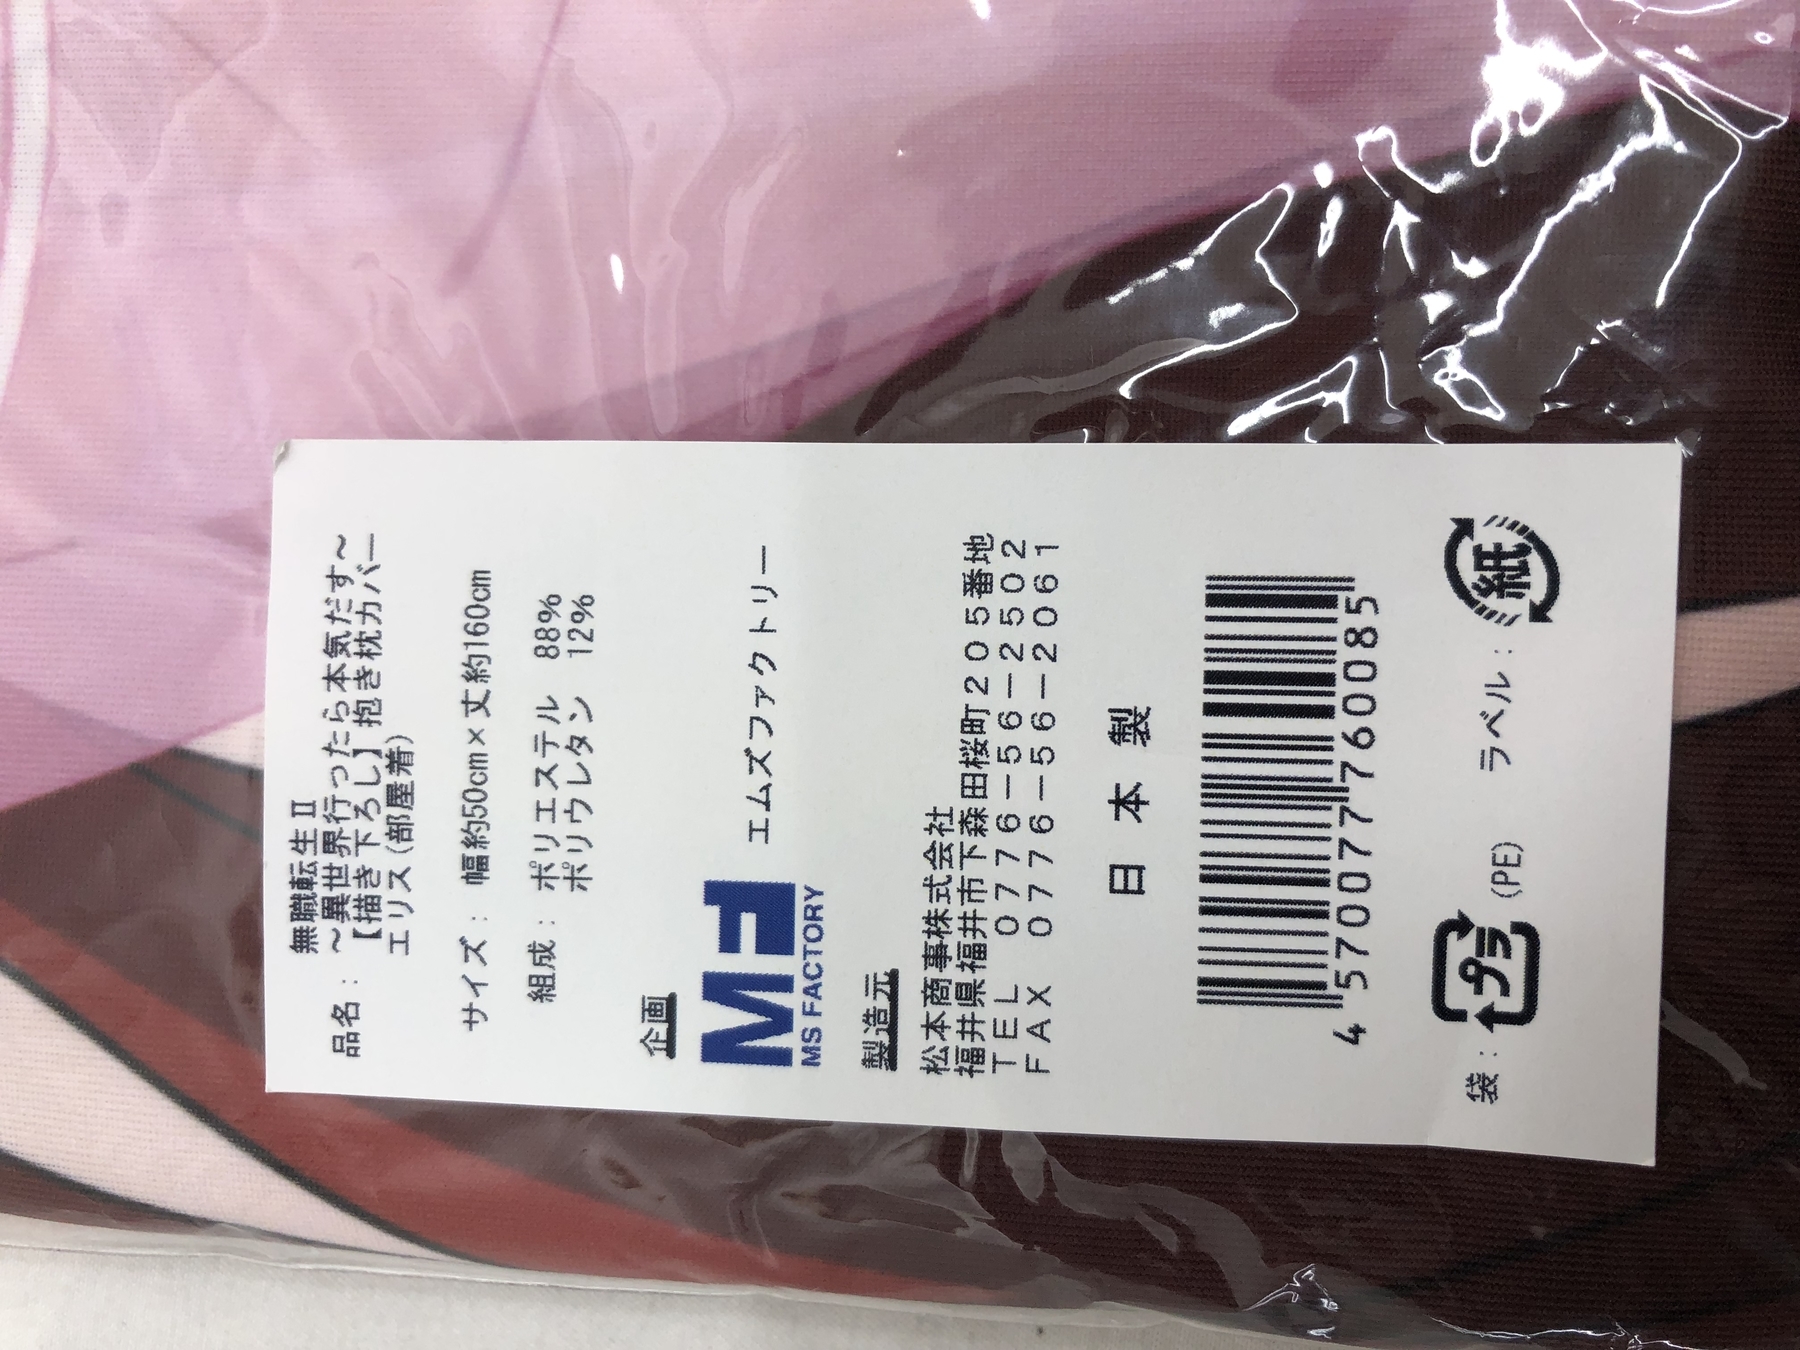 品名： 無職転生Ⅱ
～異世界行ったら本気だす～
【描き下ろし】抱き枕カバー
エリス(部屋着)
サイズ： 幅約50cm×丈約160cm
組成： ポリエステル 88%
ポリウレタン 12%
企画
MF
MS FACTORY
エムズファクトリー
製造元
松本商事株式会社
福井県福井市下森田桜町205番地
TEL 0776-56-2502
FAX 0776-56-2061
日本製
4570077760085
袋： プラ (PE) ラベル： 紙